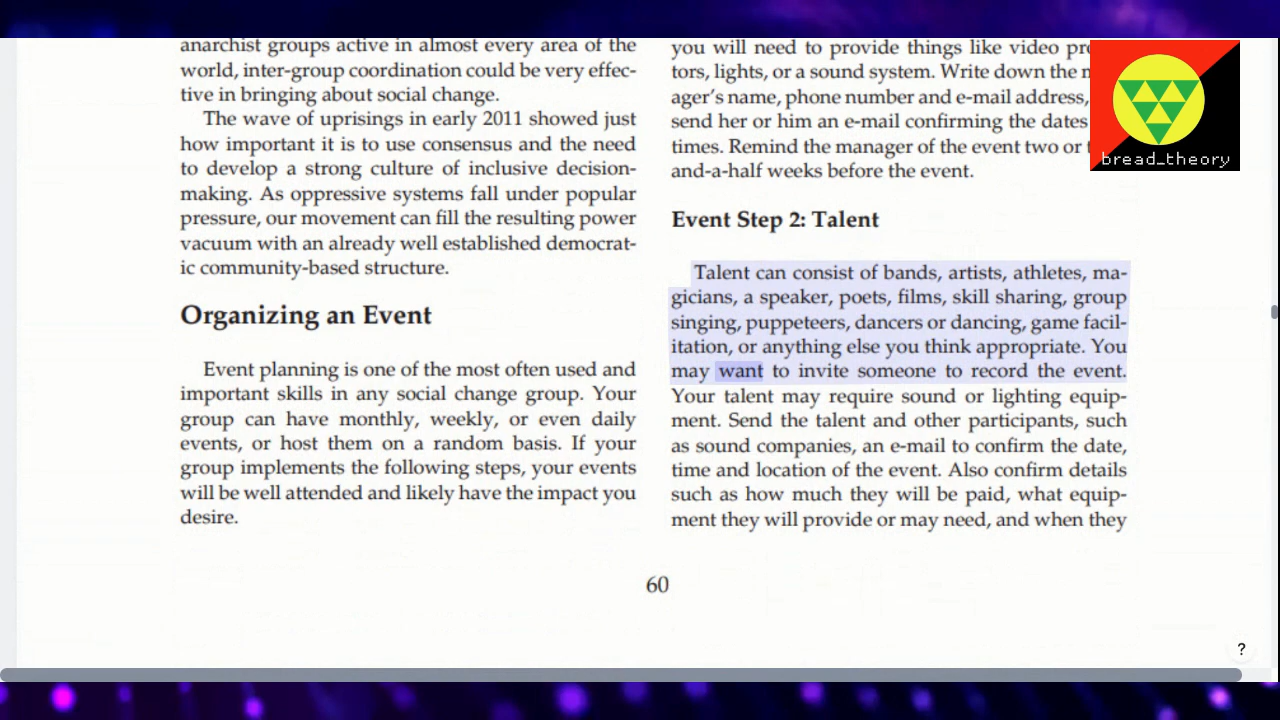 anarchist groups active in almost every area of the
world, inter-group coordination could be very effec-
tive in bringing about social change.
The wave of uprisings in early 2011 showed just
how important it is to use consensus and the need
to develop a strong culture of inclusive decision-
making. As oppressive systems fall under popular
pressure, our movement can fill the resulting power
vacuum with an already well established democrat-
ic community-based structure.
Organizing an Event
Event planning is one of the most often used and
important skills in any social change group. Your
group can have monthly, weekly, or even daily
events, or host them on a random basis. If your
group implements the following steps, your events
will be well attended and likely have the impact you
desire.
you will need to provide things like video
tors, lights, or a sound system. Write down the
ager's name, phone number and e-mail address,
send her or him an e-mail confirming the dates
times. Remind the manager of the event two or
and-a-half weeks before the event.
Event Step 2: Talent
Talent can consist of bands, artists, athletes, ma-
gicians, a speaker, poets, films, skill sharing, group
singing, puppeteers, dancers or dancing, game facil-
itation, or anything else you think appropriate. You
may want to invite someone to record the event.
Your talent may require sound or lighting equip-
ment. Send the talent and other participants, such
as sound companies, an e-mail to confirm the date,
time and location of the event. Also confirm details
such as how much they will be paid, what equip-
ment they will provide or may need, and when they
60
bread_theory
?